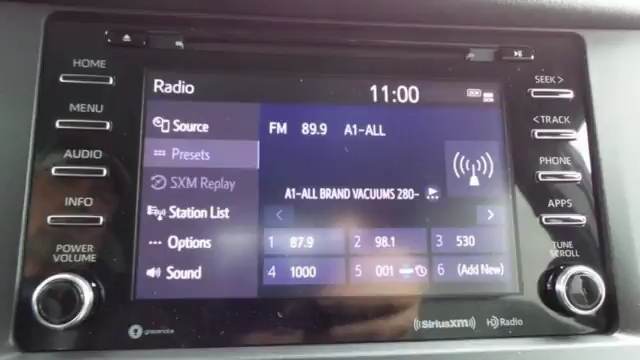 HOME
MENU
AUDIO
INFO
POWER
VOLUME
Radio
11:00
Source
Presets
SXM Replay
Station List
Options
Sound
FM 89.9 A1-ALL
A1-ALL BRAND VACUUMS 280-
1 87.9
2 98.1
3 530
4 1000
5 001
6 (Add New)
SEEK >
< TRACK
PHONE
APPS
TUNE
SCROLL
gracenote
SiriusXM
HD Radio